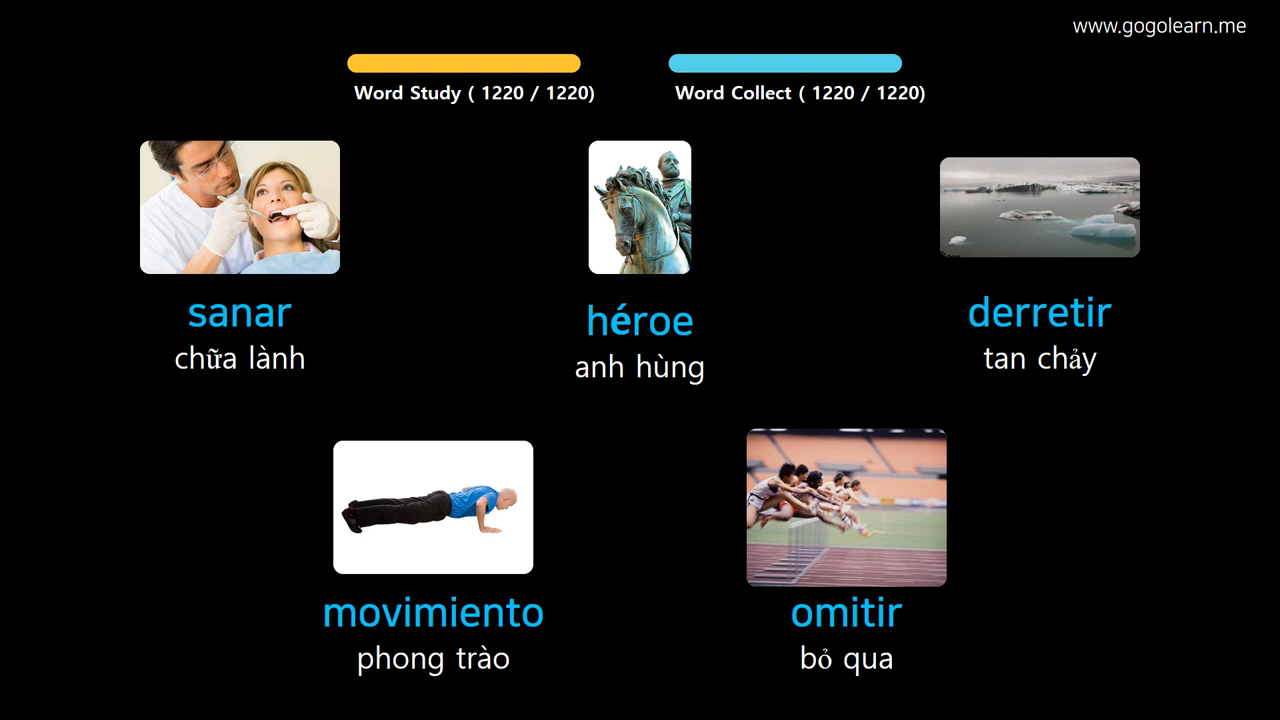 www.gogolearn.me
Word Study ( 1220 / 1220)
Word Collect ( 1220 / 1220)
sanar
chữa lành
héroe
anh hùng
derretir
tan chảy
movimiento
phong trào
omitir
bỏ qua